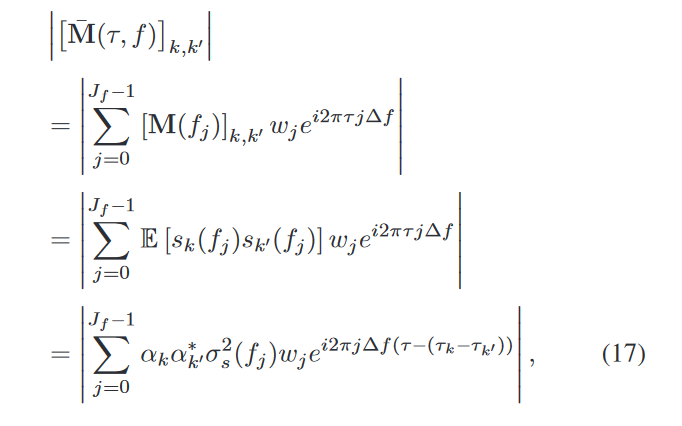 |[M̄(τ, f)]_{k,k′}|
= |∑_{j=0}^{J_f−1} [M(f_j)]_{k,k′} w_j e^{i2πτjΔf}|
= |∑_{j=0}^{J_f−1} 𝔼 [s_k(f_j)s_{k′}(f_j)] w_j e^{i2πτjΔf}|
= |∑_{j=0}^{J_f−1} α_k α_{k′}^* σ_s^2(f_j)w_j e^{i2πjΔf(τ−(τ_k−τ_{k′}))}|, (17)